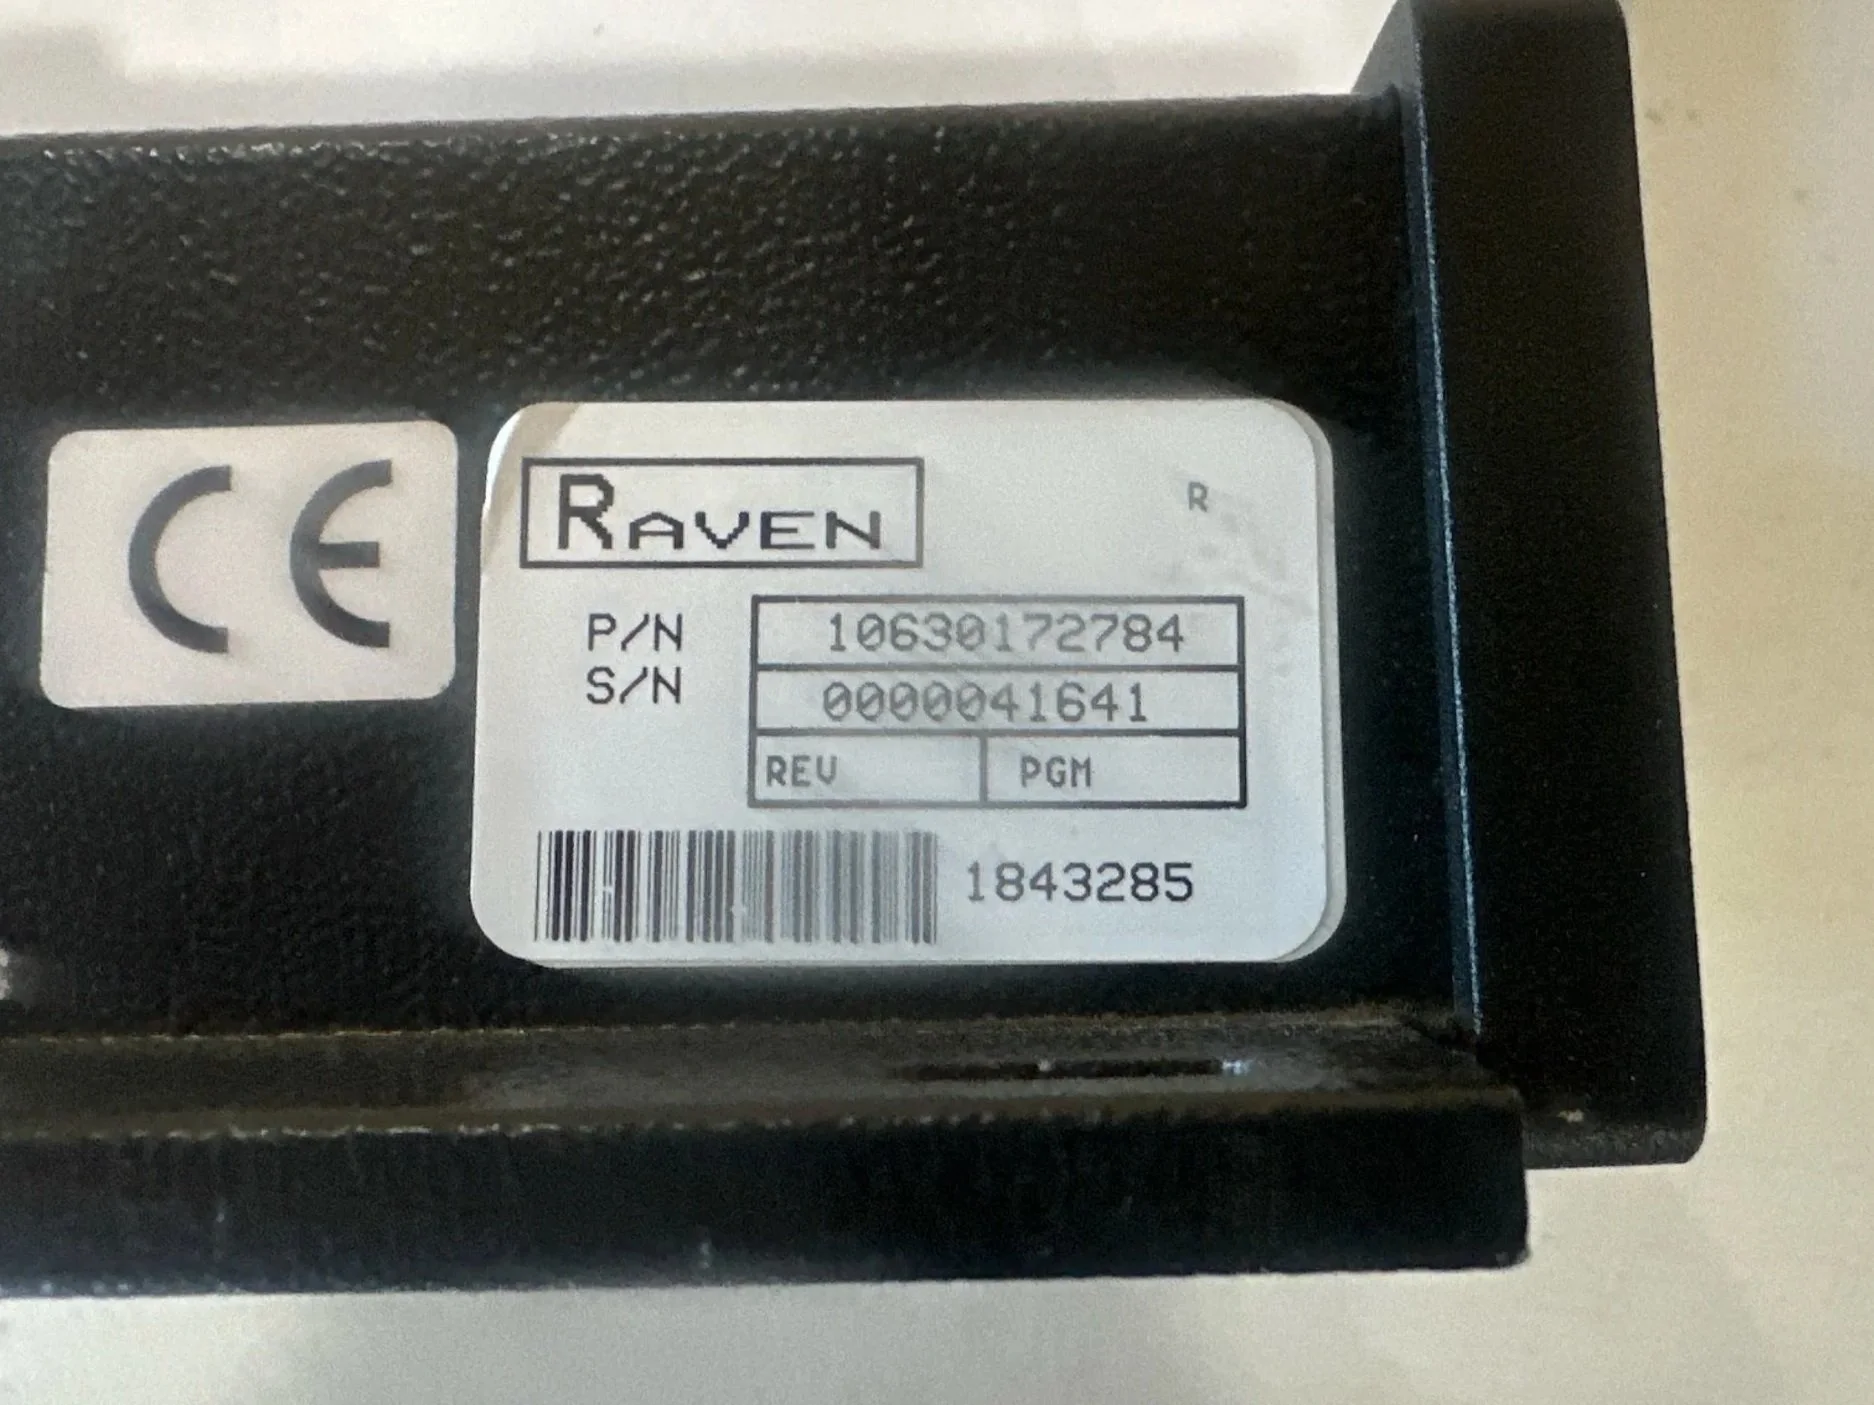 CE
RAVEN
R
P/N 10630172784
S/N 0000041641
REV PGM
1843285